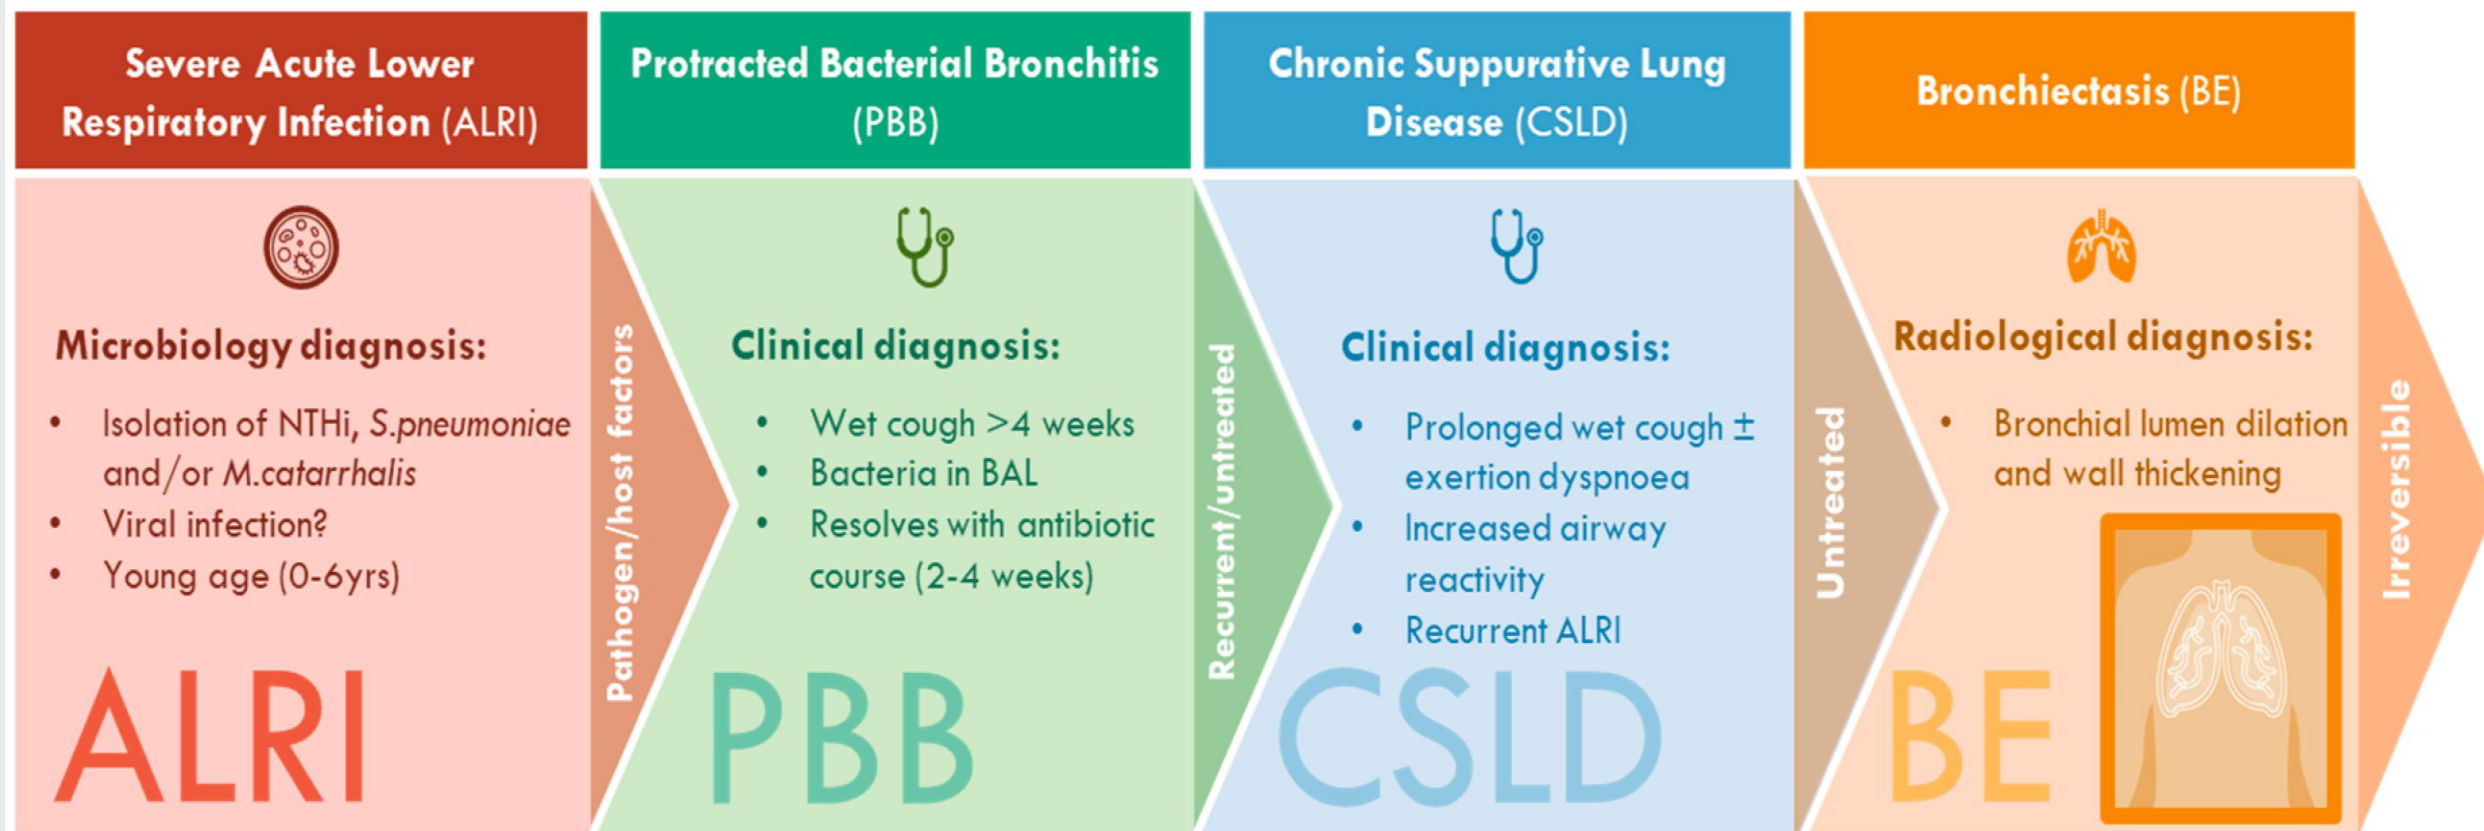 Severe Acute Lower
Respiratory Infection (ALRI)
Microbiology diagnosis:
• Isolation of NTHi, S.pneumoniae
and/or M.catarrhalis
• Viral infection?
• Young age (0-6yrs)
ALRI
Pathogen/host factors
Protracted Bacterial Bronchitis
(PBB)
Clinical diagnosis:
• Wet cough >4 weeks
• Bacteria in BAL
• Resolves with antibiotic
course (2-4 weeks)
PBB
Recurrent/untreated
Chronic Suppurative Lung
Disease (CSLD)
Clinical diagnosis:
• Prolonged wet cough ±
exertion dyspnoea
• Increased airway
reactivity
• Recurrent ALRI
CSLD
Untreated
Bronchiectasis (BE)
Radiological diagnosis:
• Bronchial lumen dilation
and wall thickening
BE
Irreversible